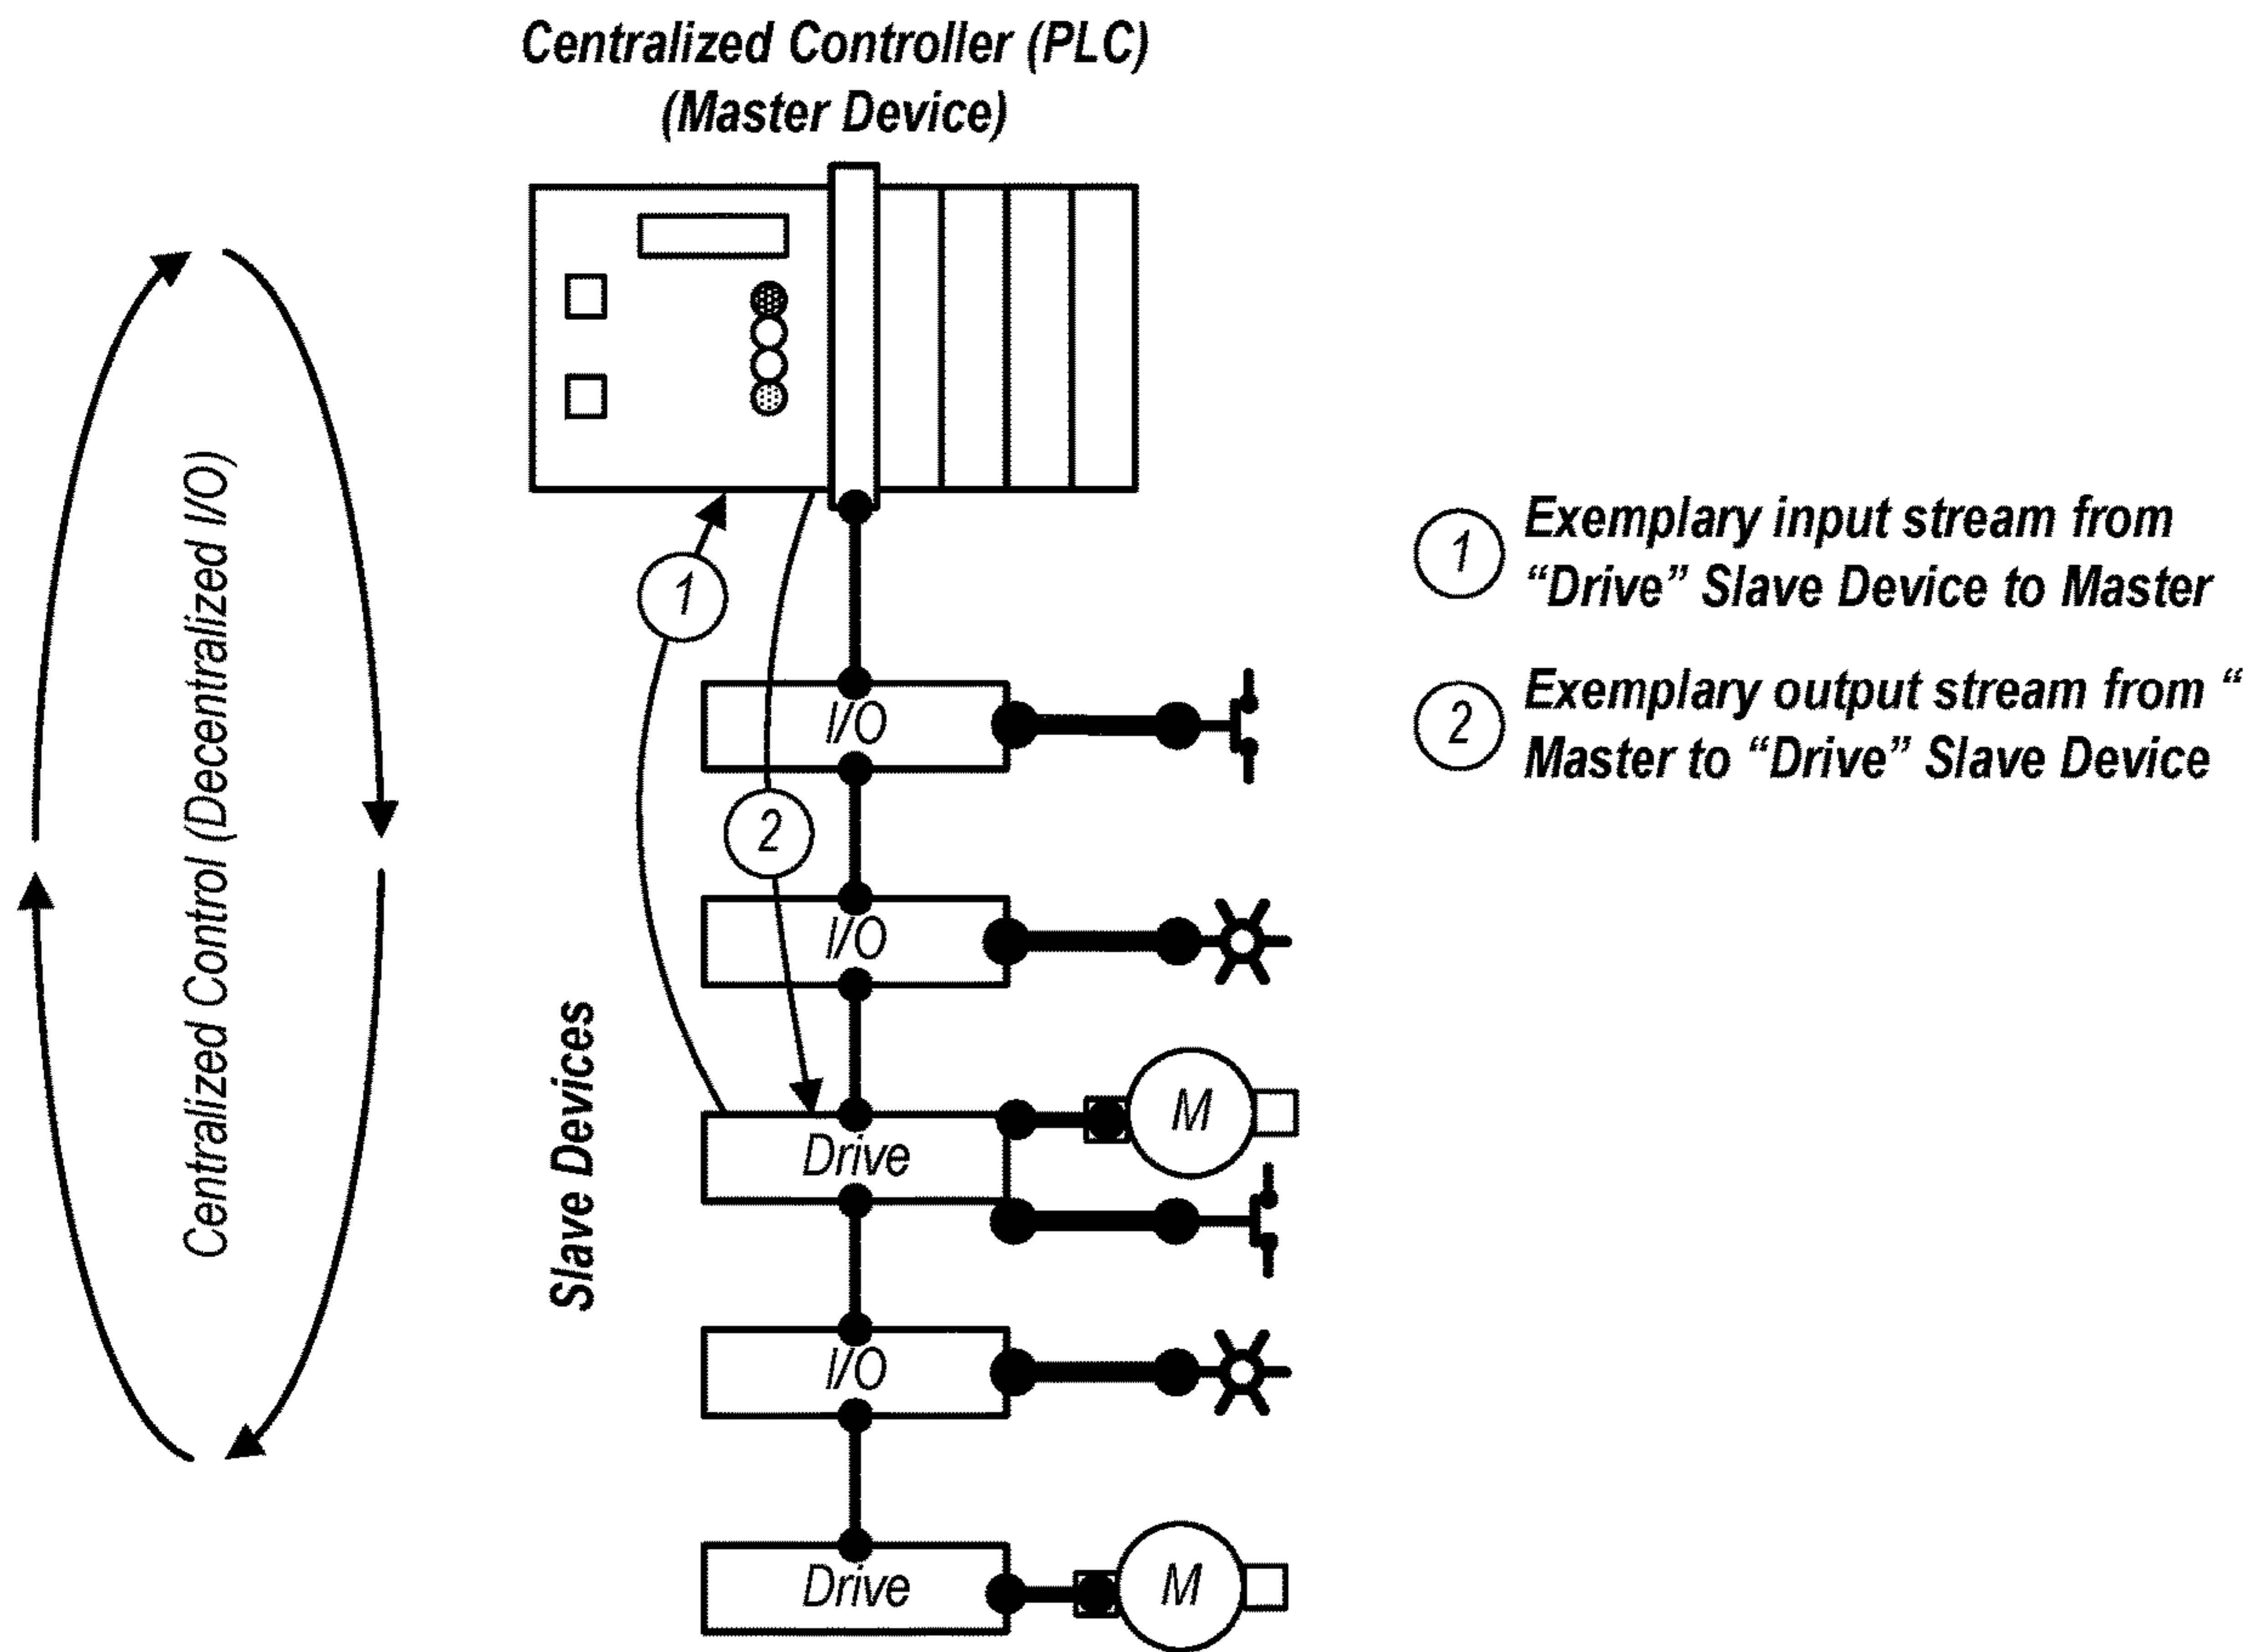 Centralized Controller (PLC)
(Master Device)
Centralized Control (Decentralized I/O)
1
2
Slave Devices
I/O
I/O
Drive
M
I/O
Drive
M
1
Exemplary input stream from
“Drive” Slave Device to Master
2
Exemplary output stream from “
Master to “Drive” Slave Device